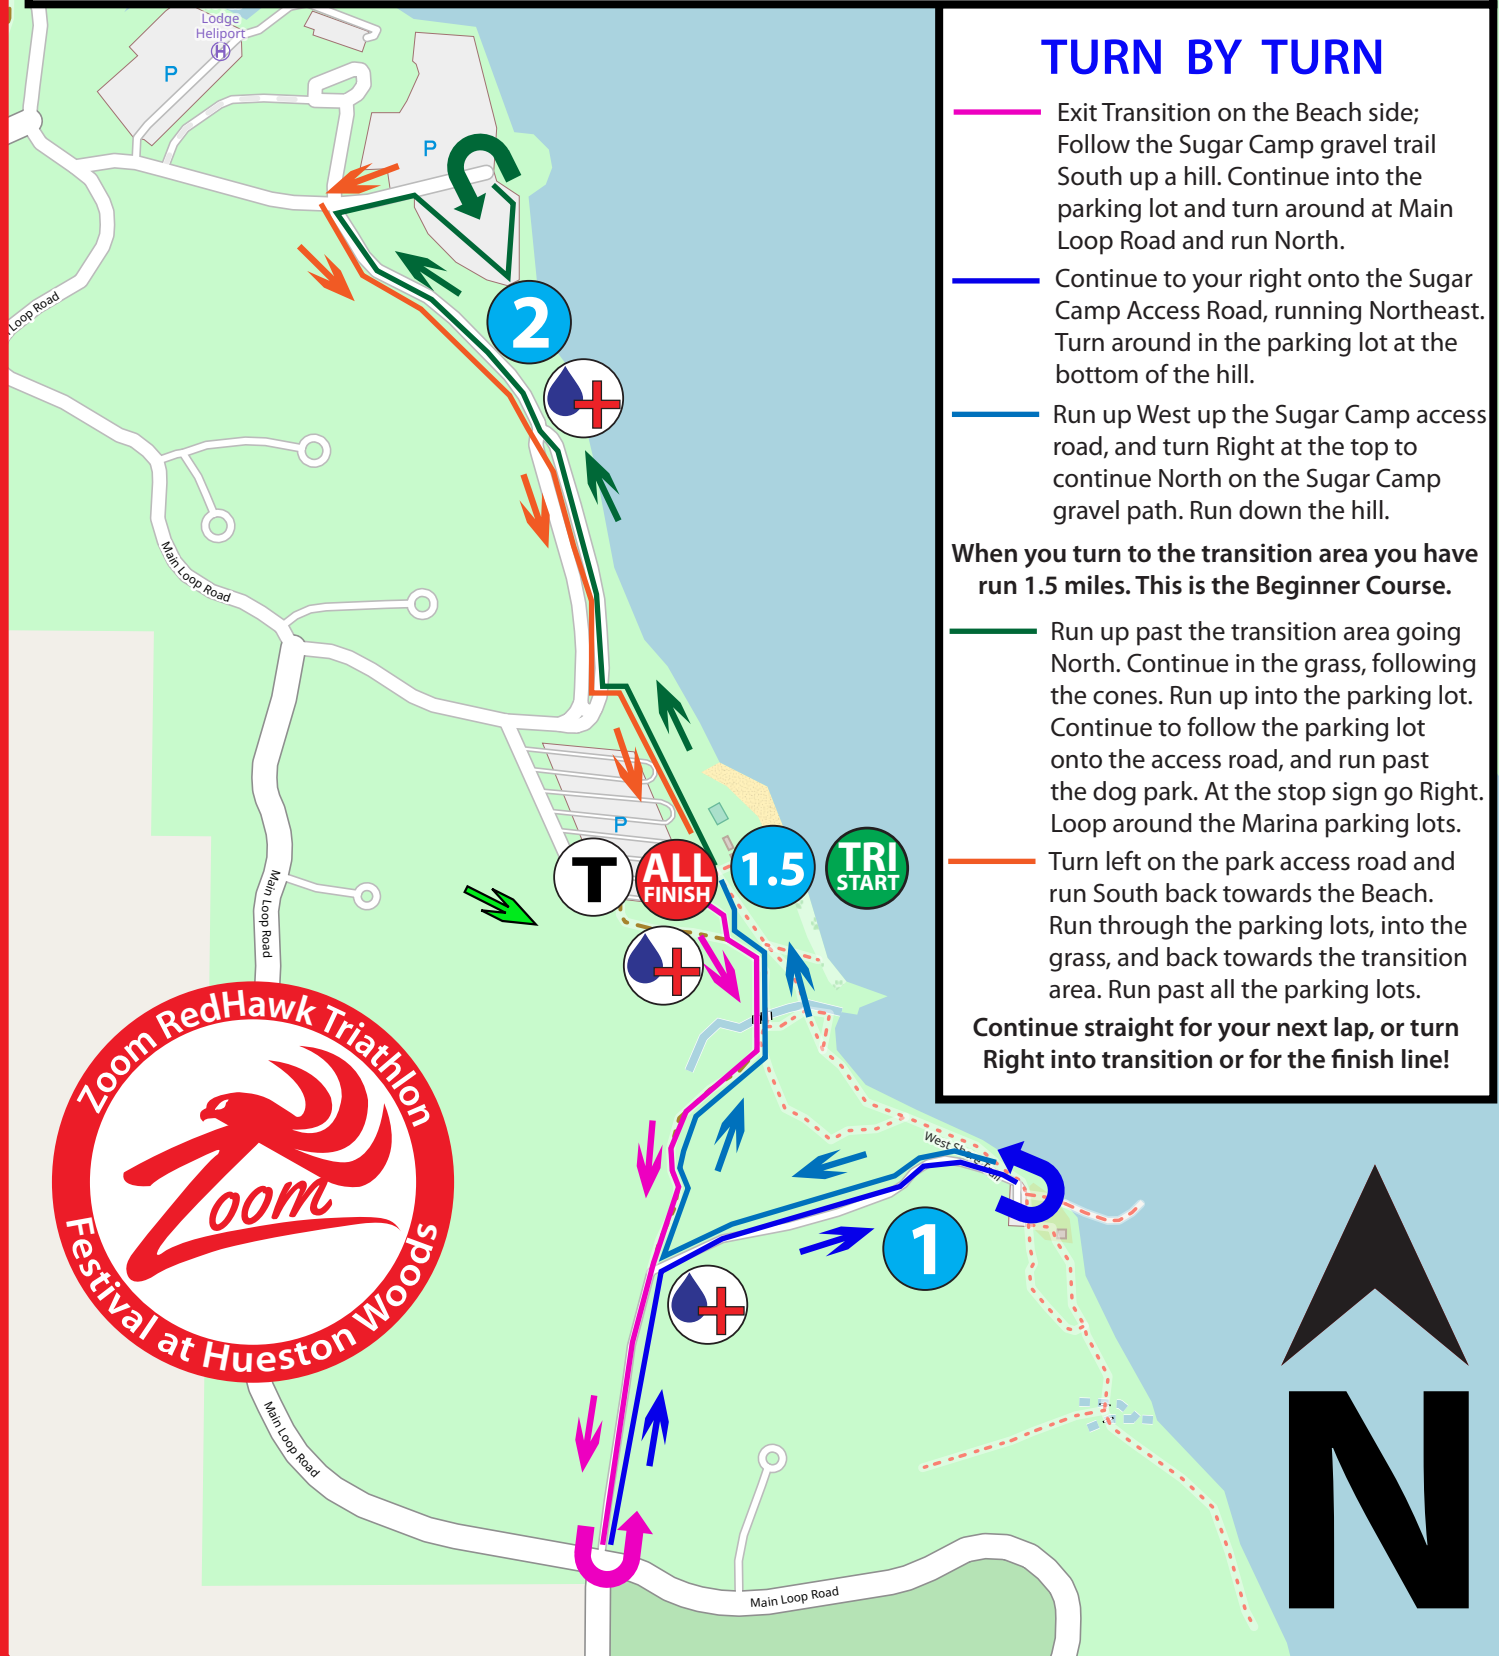 Lodge
Heliport
H
P
P
Loop Road
2
Main Loop Road
P
T
ALL
FINISH
1.5
TRI
START
Main Loop Road
Zoom RedHawk Triathlon
Zoom
Festival at Hueston Woods
West Shore Trail
1
Main Loop Road
Main Loop Road
TURN BY TURN
Exit Transition on the Beach side;
Follow the Sugar Camp gravel trail
South up a hill. Continue into the
parking lot and turn around at Main
Loop Road and run North.
Continue to your right onto the Sugar
Camp Access Road, running Northeast.
Turn around in the parking lot at the
bottom of the hill.
Run up West up the Sugar Camp access
road, and turn Right at the top to
continue North on the Sugar Camp
gravel path. Run down the hill.
When you turn to the transition area you have
run 1.5 miles. This is the Beginner Course.
Run up past the transition area going
North. Continue in the grass, following
the cones. Run up into the parking lot.
Continue to follow the parking lot
onto the access road, and run past
the dog park. At the stop sign go Right.
Loop around the Marina parking lots.
Turn left on the park access road and
run South back towards the Beach.
Run through the parking lots, into the
grass, and back towards the transition
area. Run past all the parking lots.
Continue straight for your next lap, or turn
Right into transition or for the finish line!
N